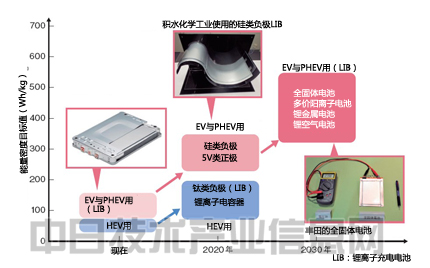 积水化学工业使用的硅类负极LIB
能量密度目标值（Wh/kg）
700
600
500
400
300
200
100
0
EV与PHEV用
（LIB）
HEV用
EV与PHEV用
硅类负极
5V类正极
钛类负极（LIB）
锂离子电容器
HEV用
EV与PHEV用（LIB）
全固体电池
多价阳离子电池
锂金属电池
锂空气电池
丰田的全固体电池
现在
2020年
2030年
LIB：锂离子充电电池
中日技术产业信息网